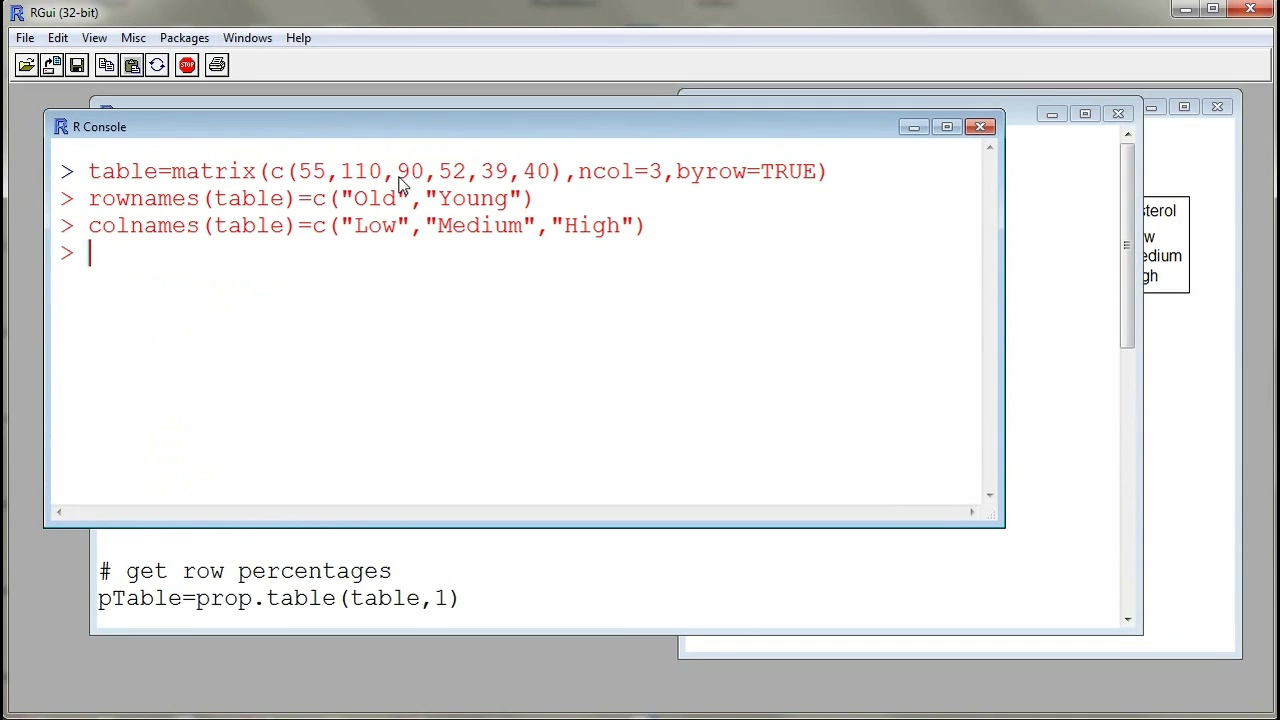 RGui (32-bit)
File Edit View Misc Packages Windows Help
STOP
R Console
> table=matrix(c(55,110,90,52,39,40),ncol=3,byrow=TRUE)
> rownames(table)=c("Old","Young")
> colnames(table)=c("Low","Medium","High")
>
sterol
w
edium
gh
# get row percentages
pTable=prop.table(table,1)